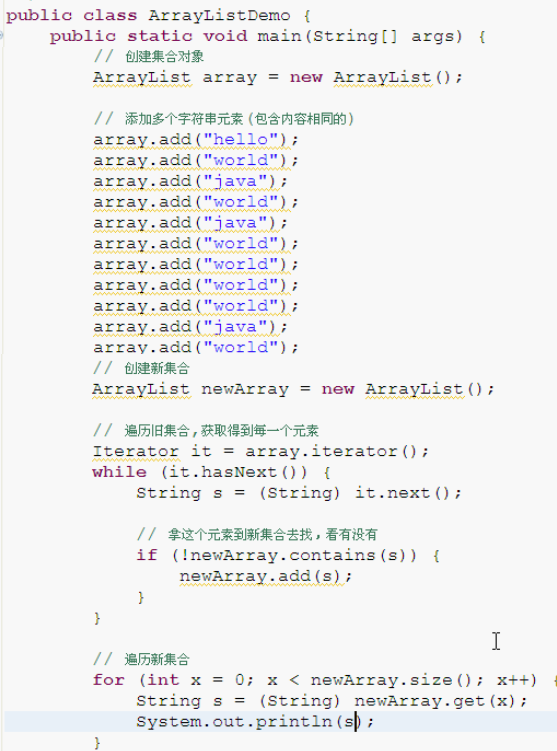 public class ArrayListDemo {
public static void main(String[] args) {
// 创建集合对象
ArrayList array = new ArrayList();
// 添加多个字符串元素(包含内容相同的)
array.add("hello");
array.add("world");
array.add("java");
array.add("world");
array.add("java");
array.add("world");
array.add("world");
array.add("world");
array.add("world");
array.add("java");
array.add("world");
// 创建新集合
ArrayList newArray = new ArrayList();
// 遍历旧集合,获取得到每一个元素
Iterator it = array.iterator();
while (it.hasNext()) {
String s = (String) it.next();
// 拿这个元素到新集合去找,看有没有
if (!newArray.contains(s)) {
newArray.add(s);
}
}
// 遍历新集合
for (int x = 0; x < newArray.size(); x++) {
String s = (String) newArray.get(x);
System.out.println(s);
}